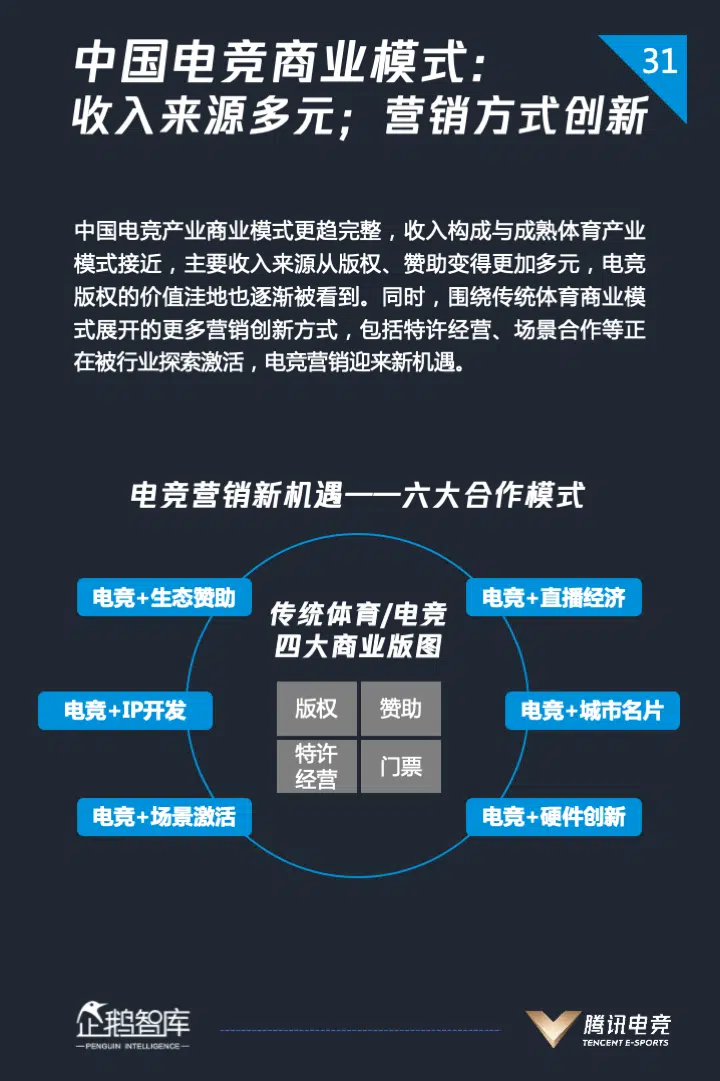 中国电竞商业模式：
31
收入来源多元；营销方式创新
中国电竞产业商业模式更趋完整，收入构成与成熟体育产业
模式接近，主要收入来源从版权、赞助变得更加多元，电竞
版权的价值洼地也逐渐被看到。同时，围绕传统体育商业模
式展开的更多营销创新方式，包括特许经营、场景合作等正
在被行业探索激活，电竞营销迎来新机遇。
电竞营销新机遇——六大合作模式
电竞+生态赞助
电竞+直播经济
传统体育/电竞
四大商业版图
电竞+IP开发
版权
赞助
电竞+城市名片
特许
经营
门票
电竞+场景激活
电竞+硬件创新
企鹅智库
PENGUIN INTELLIGENCE
腾讯电竞
TENCENT E-SPORTS